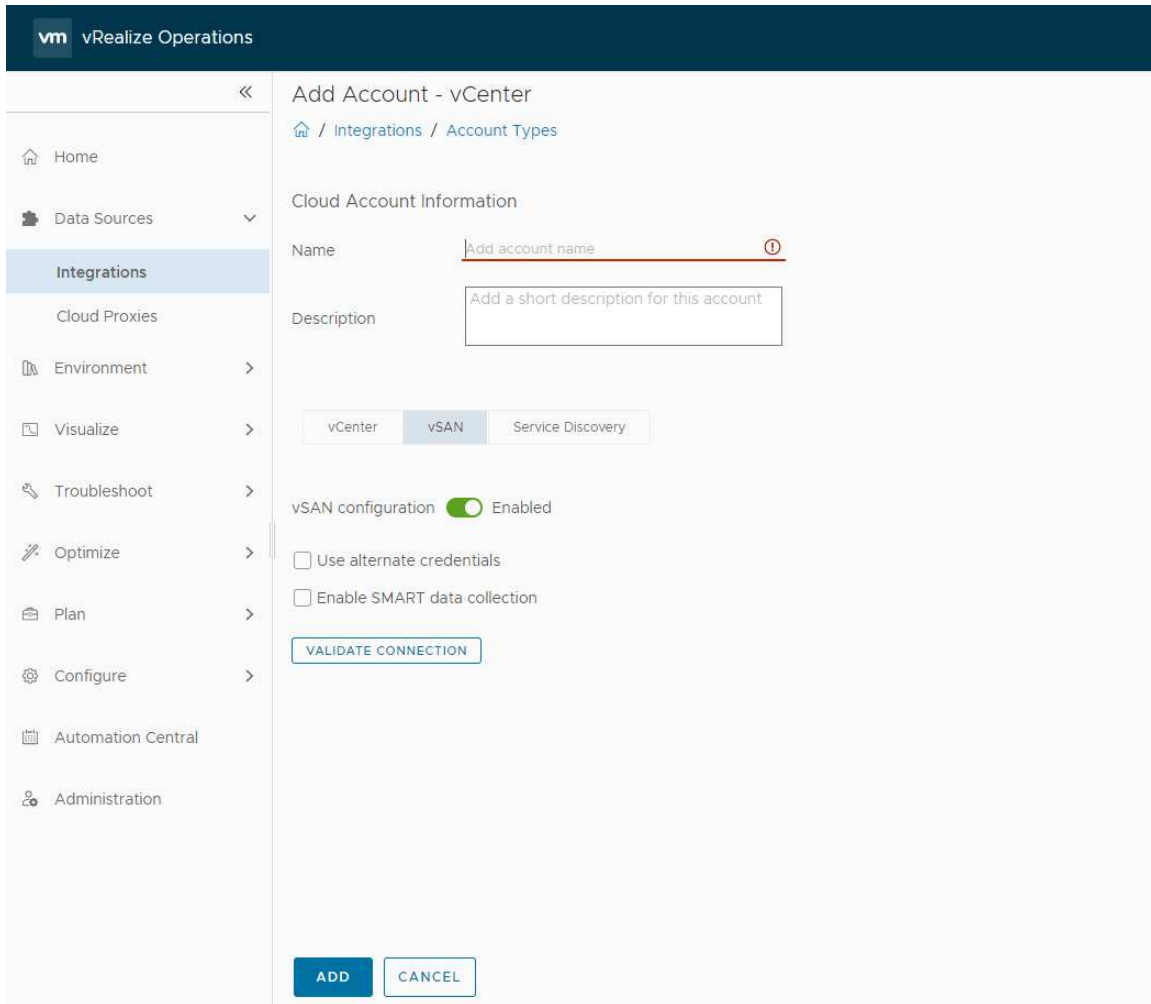 vm vRealize Operations
Add Account - vCenter
/ Integrations / Account Types
Home
Data Sources
Integrations
Cloud Proxies
Environment
Visualize
Troubleshoot
Optimize
Plan
Configure
Automation Central
Administration
Cloud Account Information
Name Add account name
Description Add a short description for this account
vCenter vSAN Service Discovery
vSAN configuration Enabled
Use alternate credentials
Enable SMART data collection
VALIDATE CONNECTION
ADD CANCEL